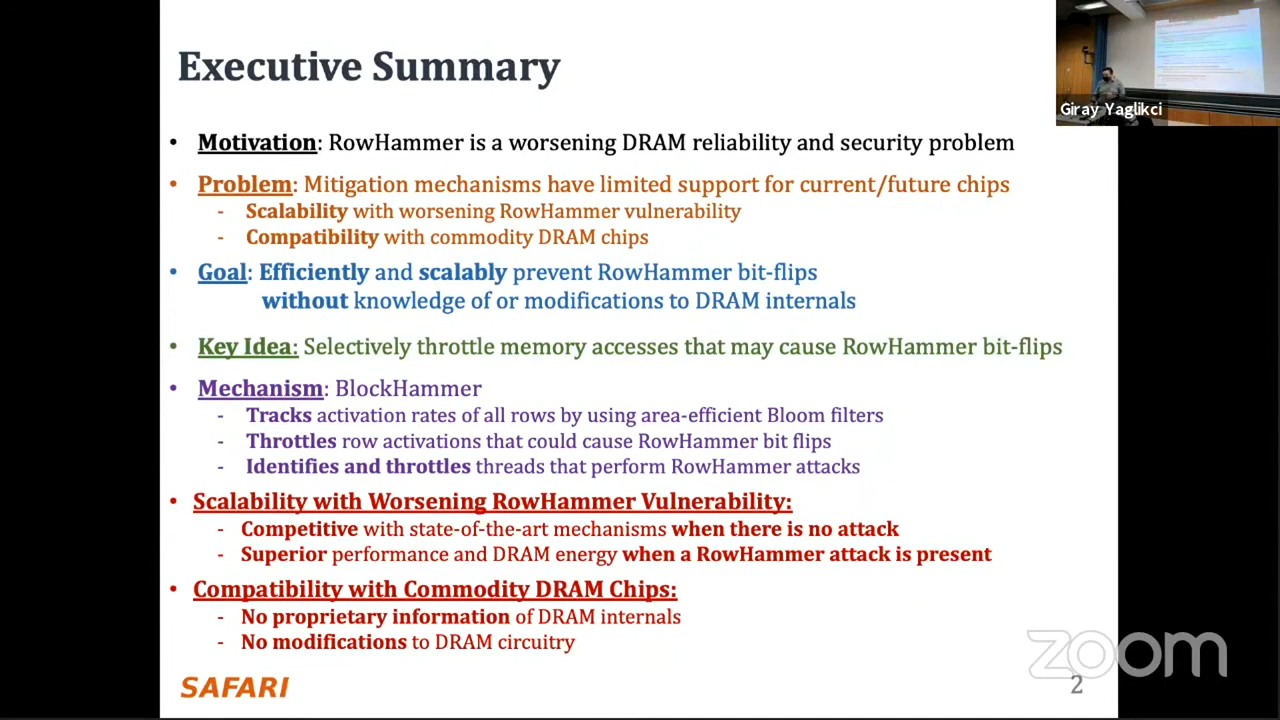 Executive Summary
Giray Yaglikci
• Motivation: RowHammer is a worsening DRAM reliability and security problem
• Problem: Mitigation mechanisms have limited support for current/future chips
- Scalability with worsening RowHammer vulnerability
- Compatibility with commodity DRAM chips
• Goal: Efficiently and scalably prevent RowHammer bit-flips
without knowledge of or modifications to DRAM internals
• Key Idea: Selectively throttle memory accesses that may cause RowHammer bit-flips
• Mechanism: BlockHammer
- Tracks activation rates of all rows by using area-efficient Bloom filters
- Throttles row activations that could cause RowHammer bit flips
- Identifies and throttles threads that perform RowHammer attacks
• Scalability with Worsening RowHammer Vulnerability:
- Competitive with state-of-the-art mechanisms when there is no attack
- Superior performance and DRAM energy when a RowHammer attack is present
• Compatibility with Commodity DRAM Chips:
- No proprietary information of DRAM internals
- No modifications to DRAM circuitry
zoom
SAFARI
2